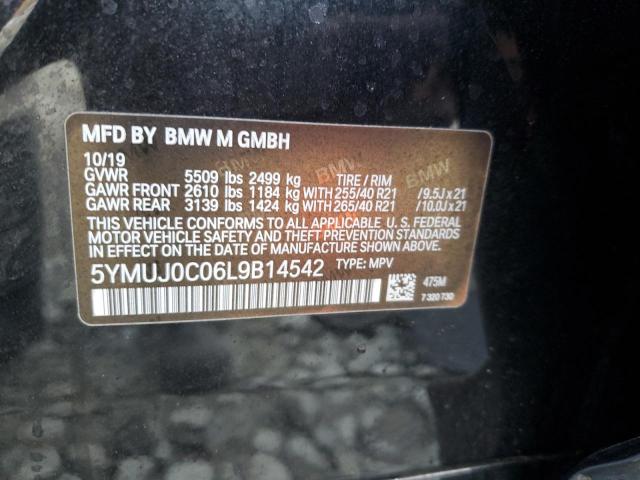 MFD BY BMW M GMBH
10/19
GVWR 5509 lbs 2499 kg TIRE / RIM
GAWR FRONT 2610 lbs 1184 kg WITH 255/40 R21 /9.5J x 21
GAWR REAR 3139 lbs 1424 kg WITH 265/40 R21 /10.0J x 21
THIS VEHICLE CONFORMS TO ALL APPLICABLE U. S. FEDERAL
MOTOR VEHICLE SAFETY AND THEFT PREVENTION STANDARDS
IN EFFECT ON THE DATE OF MANUFACTURE SHOWN ABOVE.
5YMUJ0C06L9B14542 TYPE: MPV
475M
7 320 730